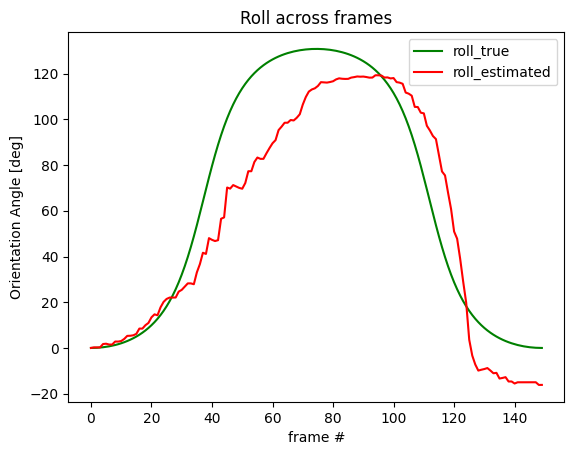 Roll across frames
roll_true
roll_estimated
Orientation Angle [deg]
120
100
80
60
40
20
0
−20
0 20 40 60 80 100 120 140
frame #